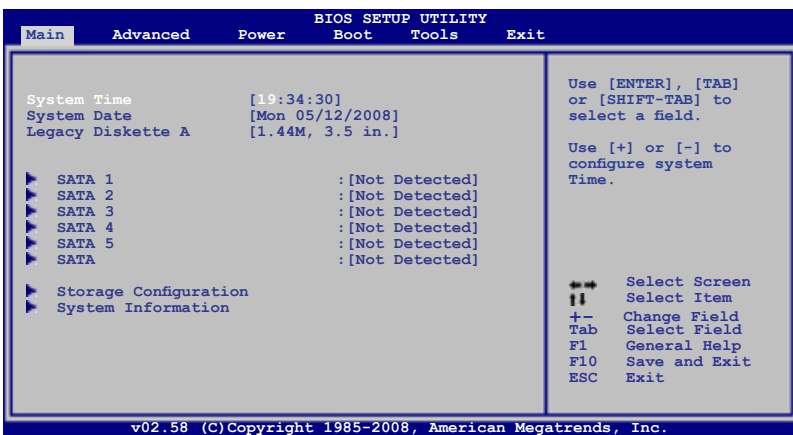 BIOS SETUP UTILITY
Main Advanced Power Boot Tools Exit
System Time [19:34:30]
System Date [Mon 05/12/2008]
Legacy Diskette A [1.44M, 3.5 in.]
SATA 1 :[Not Detected]
SATA 2 :[Not Detected]
SATA 3 :[Not Detected]
SATA 4 :[Not Detected]
SATA 5 :[Not Detected]
SATA :[Not Detected]
Storage Configuration
System Information
Use [ENTER], [TAB]
or [SHIFT-TAB] to
select a field.
Use [+] or [-] to
configure system
Time.
Select Screen
Select Item
+- Change Field
Tab Select Field
F1 General Help
F10 Save and Exit
ESC Exit
v02.58 (C)Copyright 1985-2008, American Megatrends, Inc.